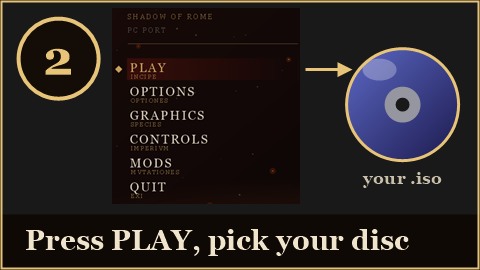 2
SHADOW OF ROME
PC PORT
PLAY
INCIPE
OPTIONS
OPTIONES
GRAPHICS
SPECIES
CONTROLS
IMPERIVM
MODS
MVTATIONES
QUIT
EXI
your .iso
Press PLAY, pick your disc